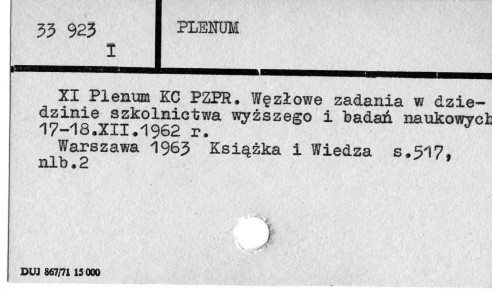 33 923
I
PLENUM
XI Plenum KC PZPR. Węzłowe zadania w dzie-
dzinie szkolnictwa wyższego i badań naukowych
17-18.XII.1962 r.
Warszawa 1963 Książka i Wiedza s.517,
nlb.2
DUJ 867/71 15 000